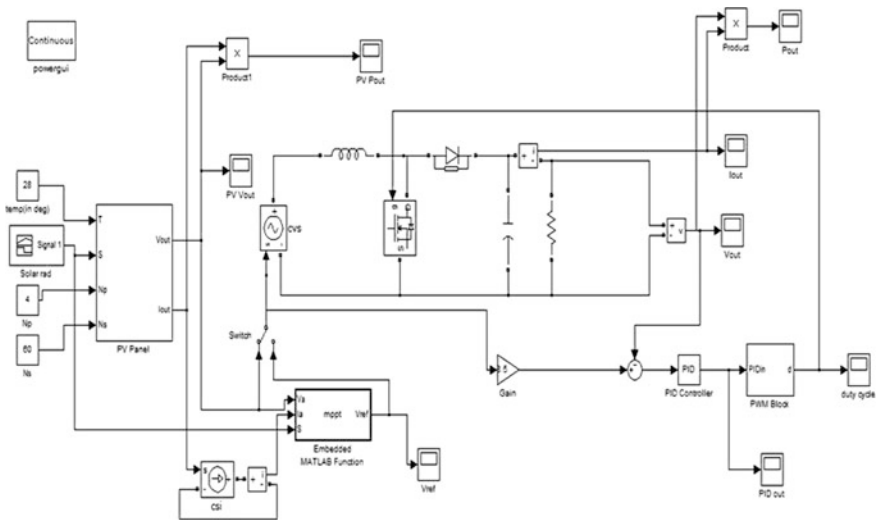 Continuous
powergui
X
Product1
PV Pout
X
Product
Pout
28
temp(in deg)
Signal 1
Solar rad
4
Np
60
Ns
T
S
Np
Ns
Vout
Iout
PV Panel
PV Vout
CVS
Iout
Vout
Switch
Gain
PID
PID Controller
PIDin
d
PWM Block
duty cycle
Va
Ia
S
mppt
Vref
Embedded
MATLAB Function
Vref
CSI
PID out